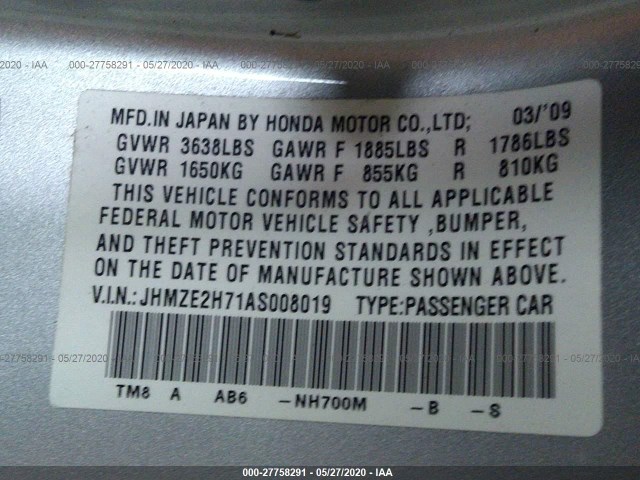 000-27758291 - 05/27/2020 - IAA
MFD.IN JAPAN BY HONDA MOTOR CO.,LTD; 03/'09
GVWR 3638LBS GAWR F 1885LBS R 1786LBS
GVWR 1650KG GAWR F 855KG R 810KG
THIS VEHICLE CONFORMS TO ALL APPLICABLE
FEDERAL MOTOR VEHICLE SAFETY ,BUMPER,
AND THEFT PREVENTION STANDARDS IN EFFECT
ON THE DATE OF MANUFACTURE SHOWN ABOVE.
V.I.N.:JHMZE2H71AS008019 TYPE:PASSENGER CAR
TM8 A AB6 -NH700M -B -S
000-27758291 - 05/27/2020 - IAA